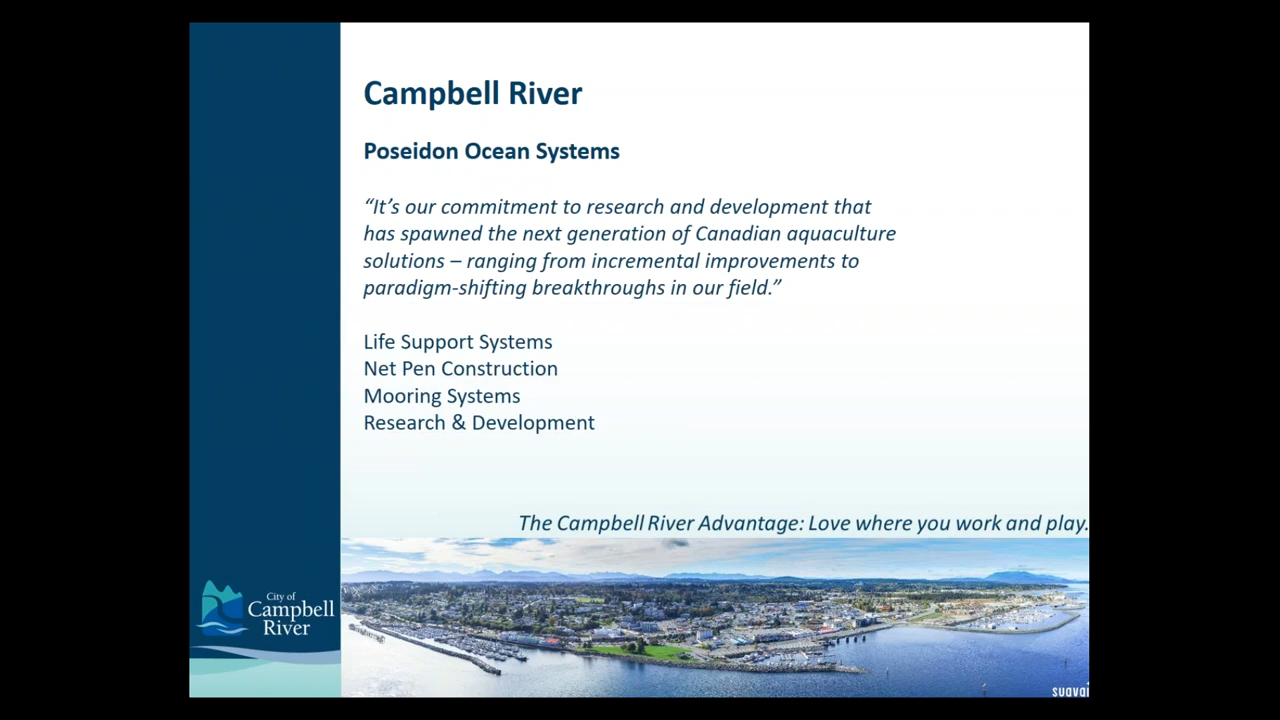 Campbell River
Poseidon Ocean Systems
“It’s our commitment to research and development that
has spawned the next generation of Canadian aquaculture
solutions – ranging from incremental improvements to
paradigm-shifting breakthroughs in our field.”
Life Support Systems
Net Pen Construction
Mooring Systems
Research & Development
The Campbell River Advantage: Love where you work and play.
City of
Campbell
River